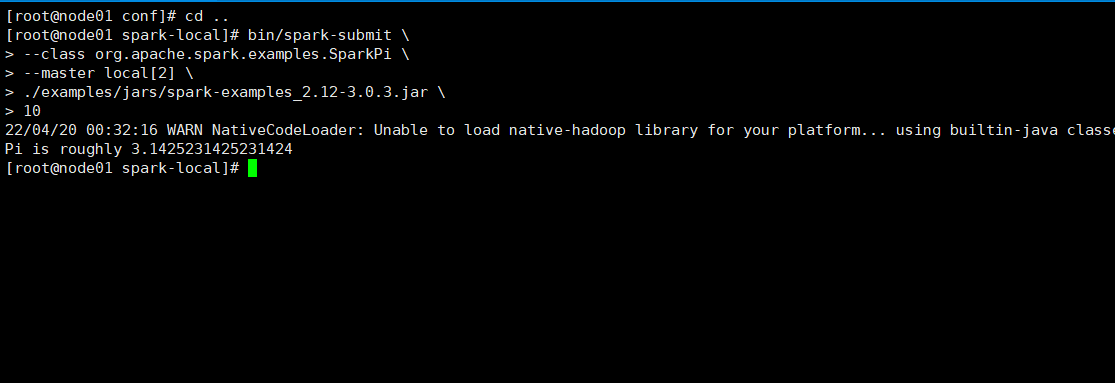 [root@node01 conf]# cd ..
[root@node01 spark-local]# bin/spark-submit \
> --class org.apache.spark.examples.SparkPi \
> --master local[2] \
> ./examples/jars/spark-examples_2.12-3.0.3.jar \
> 10
22/04/20 00:32:16 WARN NativeCodeLoader: Unable to load native-hadoop library for your platform... using builtin-java classe
Pi is roughly 3.1425231425231424
[root@node01 spark-local]#